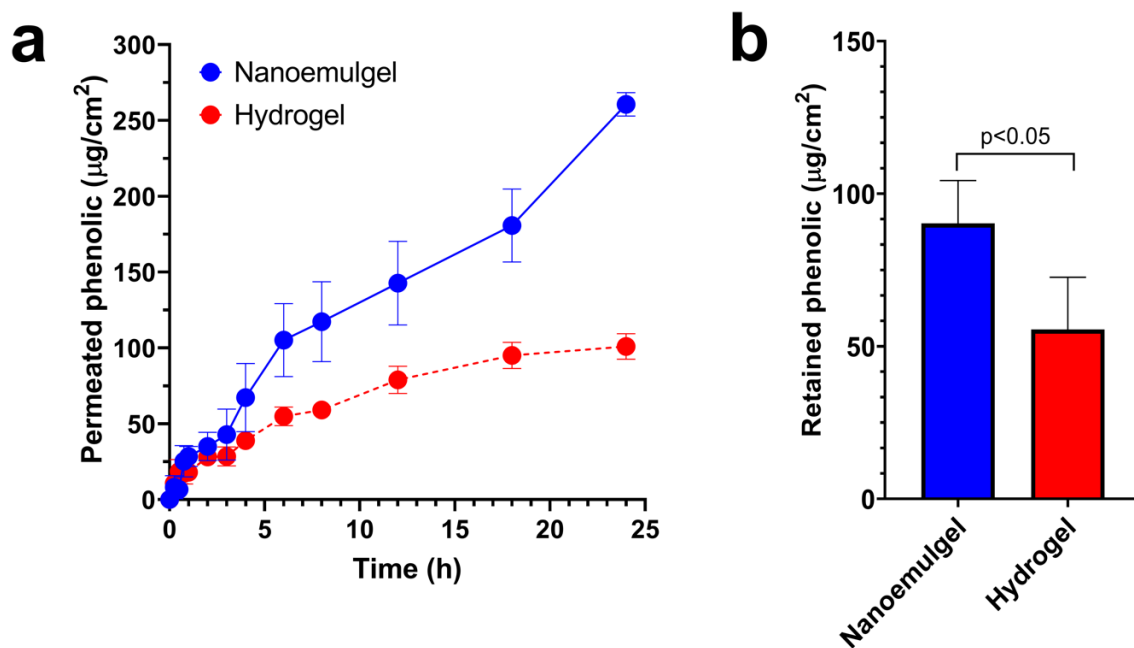 a
Permeated phenolic (μg/cm²)
300
250
200
150
100
50
0
Nanoemulgel
Hydrogel
0 5 10 15 20 25
Time (h)
b
Retained phenolic (μg/cm²)
150
100
50
0
p<0.05
Nanoemulgel
Hydrogel